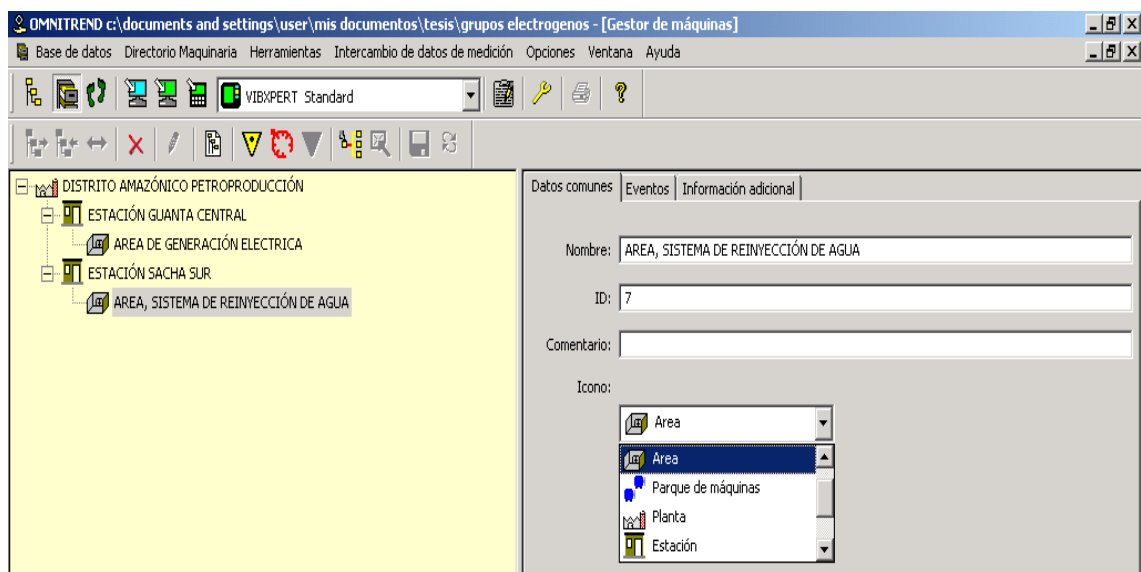 OMNITREND c:\documents and settings\user\mis documentos\tesis\grupos electrogenos - [Gestor de máquinas]
Base de datos Directorio Maquinaria Herramientas Intercambio de datos de medición Opciones Ventana Ayuda
VIBXPERT Standard
DISTRITO AMAZÓNICO PETROPRODUCCIÓN
ESTACIÓN GUANTA CENTRAL
AREA DE GENERACIÓN ELECTRICA
ESTACIÓN SACHA SUR
AREA, SISTEMA DE REINYECCIÓN DE AGUA
Datos comunes Eventos Información adicional
Nombre: AREA, SISTEMA DE REINYECCIÓN DE AGUA
ID: 7
Comentario:
Icono:
Area
Area
Parque de máquinas
Planta
Estación